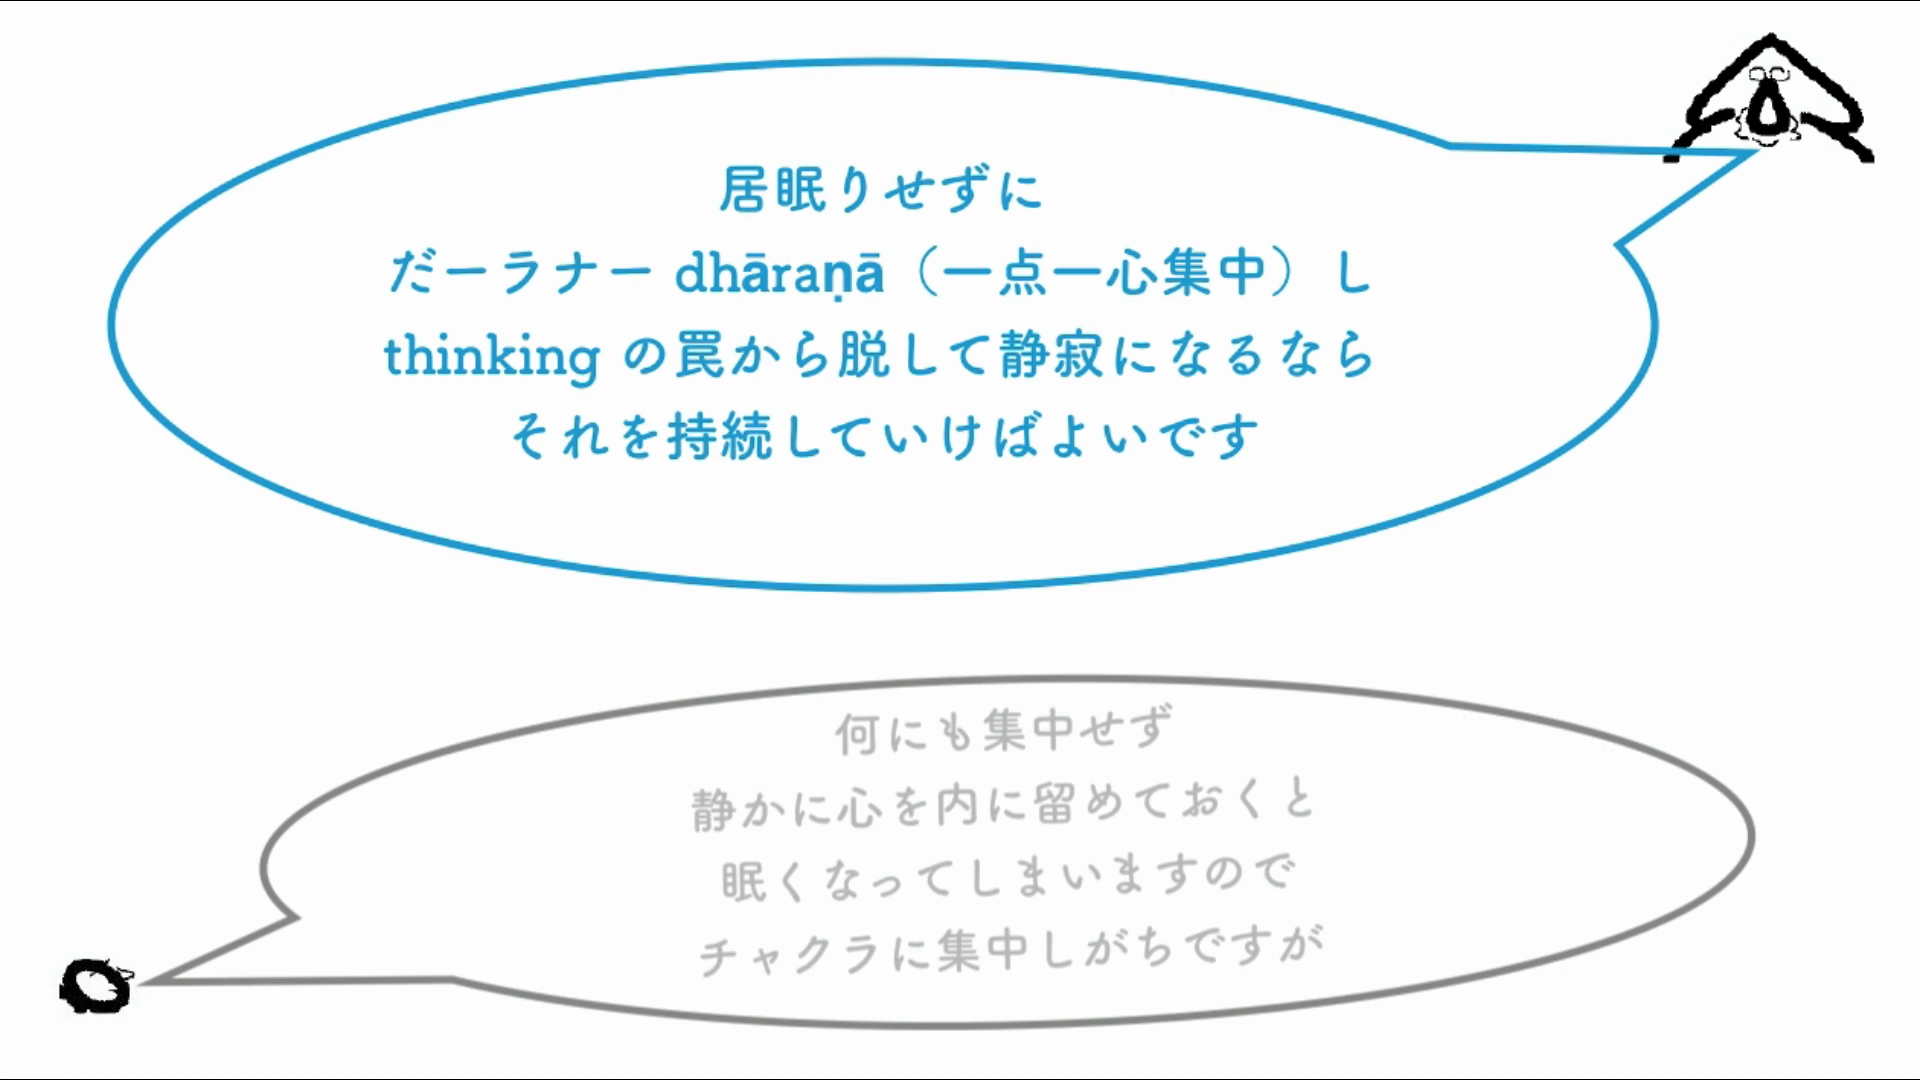 居眠りせずに
だーラナー dhāraṇā（一点一心集中）し
thinking の罠から脱して静寂になるなら
それを持続していけばよいです
何にも集中せず
静かに心を内に留めておくと
眠くなってしまいますので
チャクラに集中しがちですが